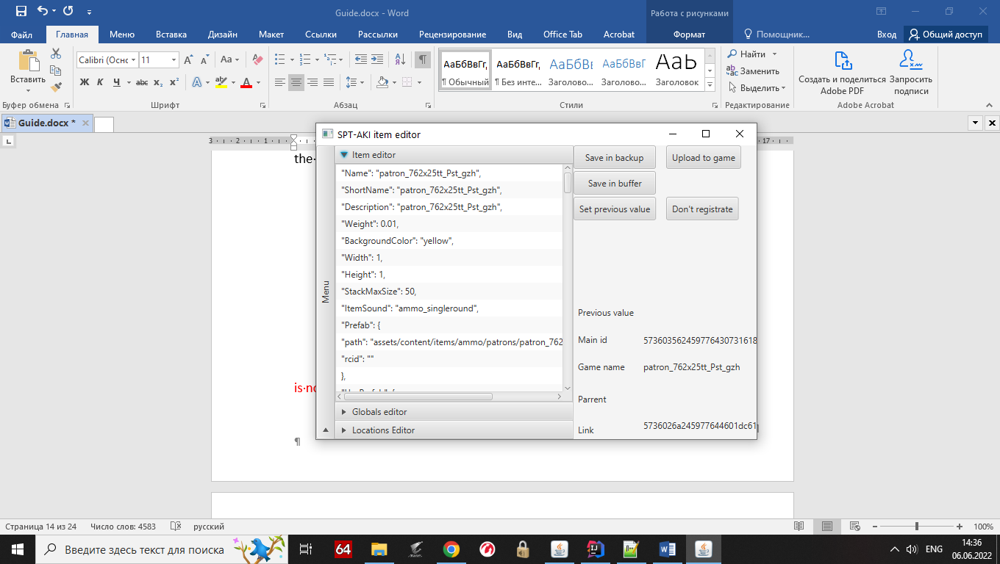 Guide.docx - Word
Работа с рисунками
Файл
Главная
Меню
Вставка
Дизайн
Макет
Ссылки
Рассылки
Рецензирование
Вид
Office Tab
Acrobat
Формат
Помощник...
Вход
Общий доступ
Вставить
Calibri (Оснс
11
Аа
Ж К Ч abc x₂ x²
АаБбВвГг,
¶ Обычный
АаБбВвГг,
¶ Без инте...
АаБбВі
Заголово...
АаБбВвГ
Заголово...
Aab
Заголовок
Найти
Заменить
Выделить
Создать и поделиться
Adobe PDF
Запросить
подписи
Буфер обмена
Шрифт
Абзац
Стили
Редактирование
Adobe Acrobat
Guide.docx *
3 2 1
17
the·
SPT-AKI item editor
Menu
Item editor
"Name": "patron_762x25tt_Pst_gzh",
"ShortName": "patron_762x25tt_Pst_gzh",
"Description": "patron_762x25tt_Pst_gzh",
"Weight": 0.01,
"BackgroundColor": "yellow",
"Width": 1,
"Height": 1,
"StackMaxSize": 50,
"ItemSound": "ammo_singleround",
"Prefab": {
"path": "assets/content/items/ammo/patrons/patron_762
"rcid": ""
},
Globals editor
Locations Editor
Save in backup
Upload to game
Save in buffer
Set previous value
Don't registrate
Previous value
Main id
573603562459776430731618
Game name
patron_762x25tt_Pst_gzh
Parrent
Link
5736026a245977644601dc61
is·no
¶
Страница 14 из 24
Число слов: 4583
русский
100%
Введите здесь текст для поиска
64
ENG
14:36
06.06.2022